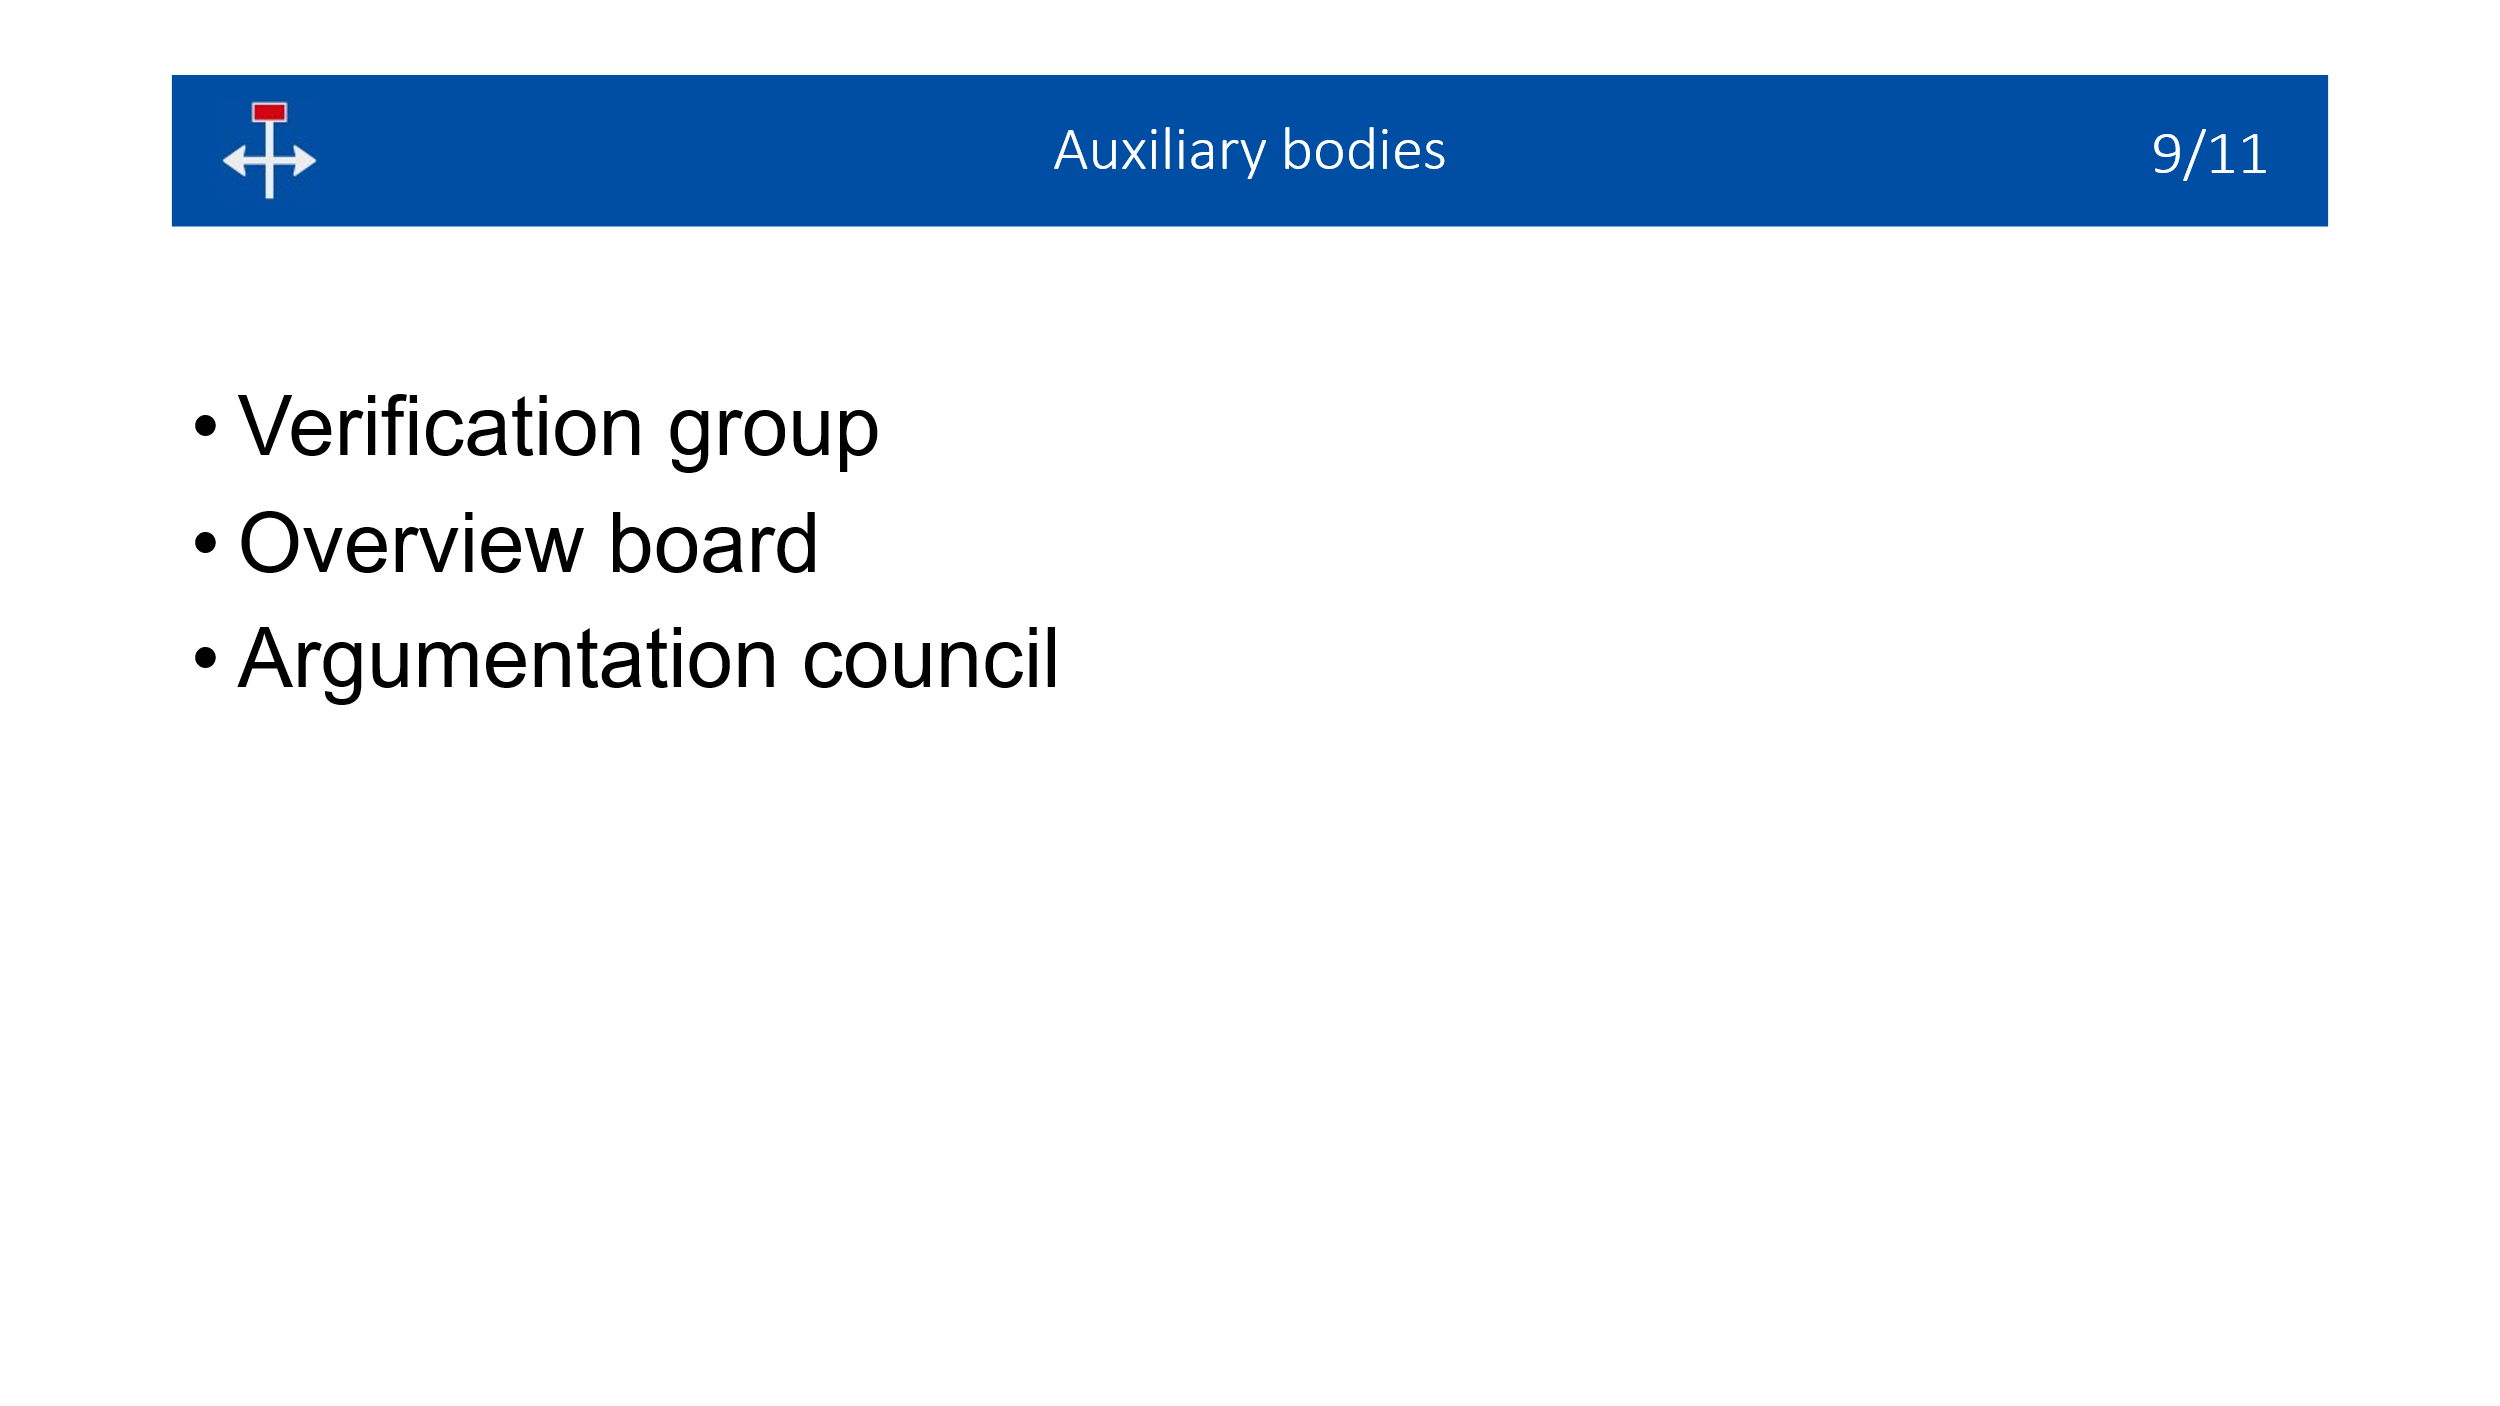 Auxiliary bodies
9/11
• Verification group
• Overview board
• Argumentation council